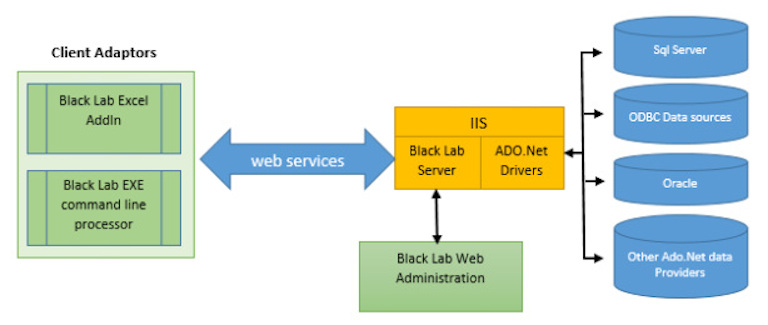 Client Adaptors
Black Lab Excel
AddIn
Black Lab EXE
command line
processor
web services
IIS
Black Lab
Server
ADO.Net
Drivers
Black Lab Web
Administration
Sql Server
ODBC Data sources
Oracle
Other Ado.Net data
Providers